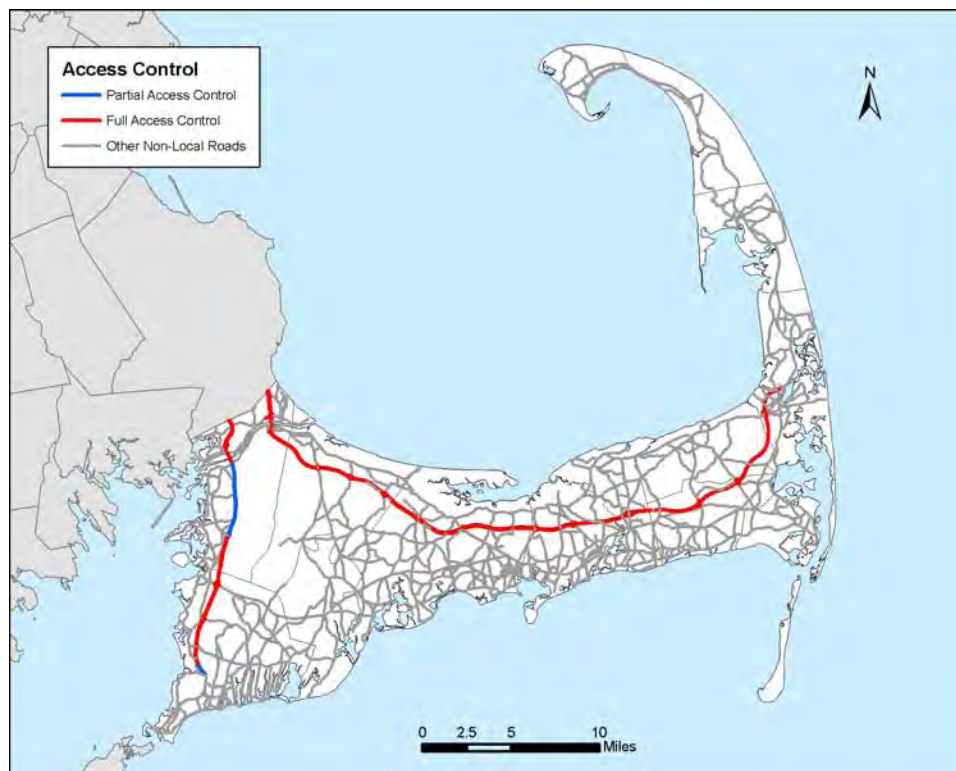 Access Control
Partial Access Control
Full Access Control
Other Non-Local Roads
N
0 2.5 5 10
Miles